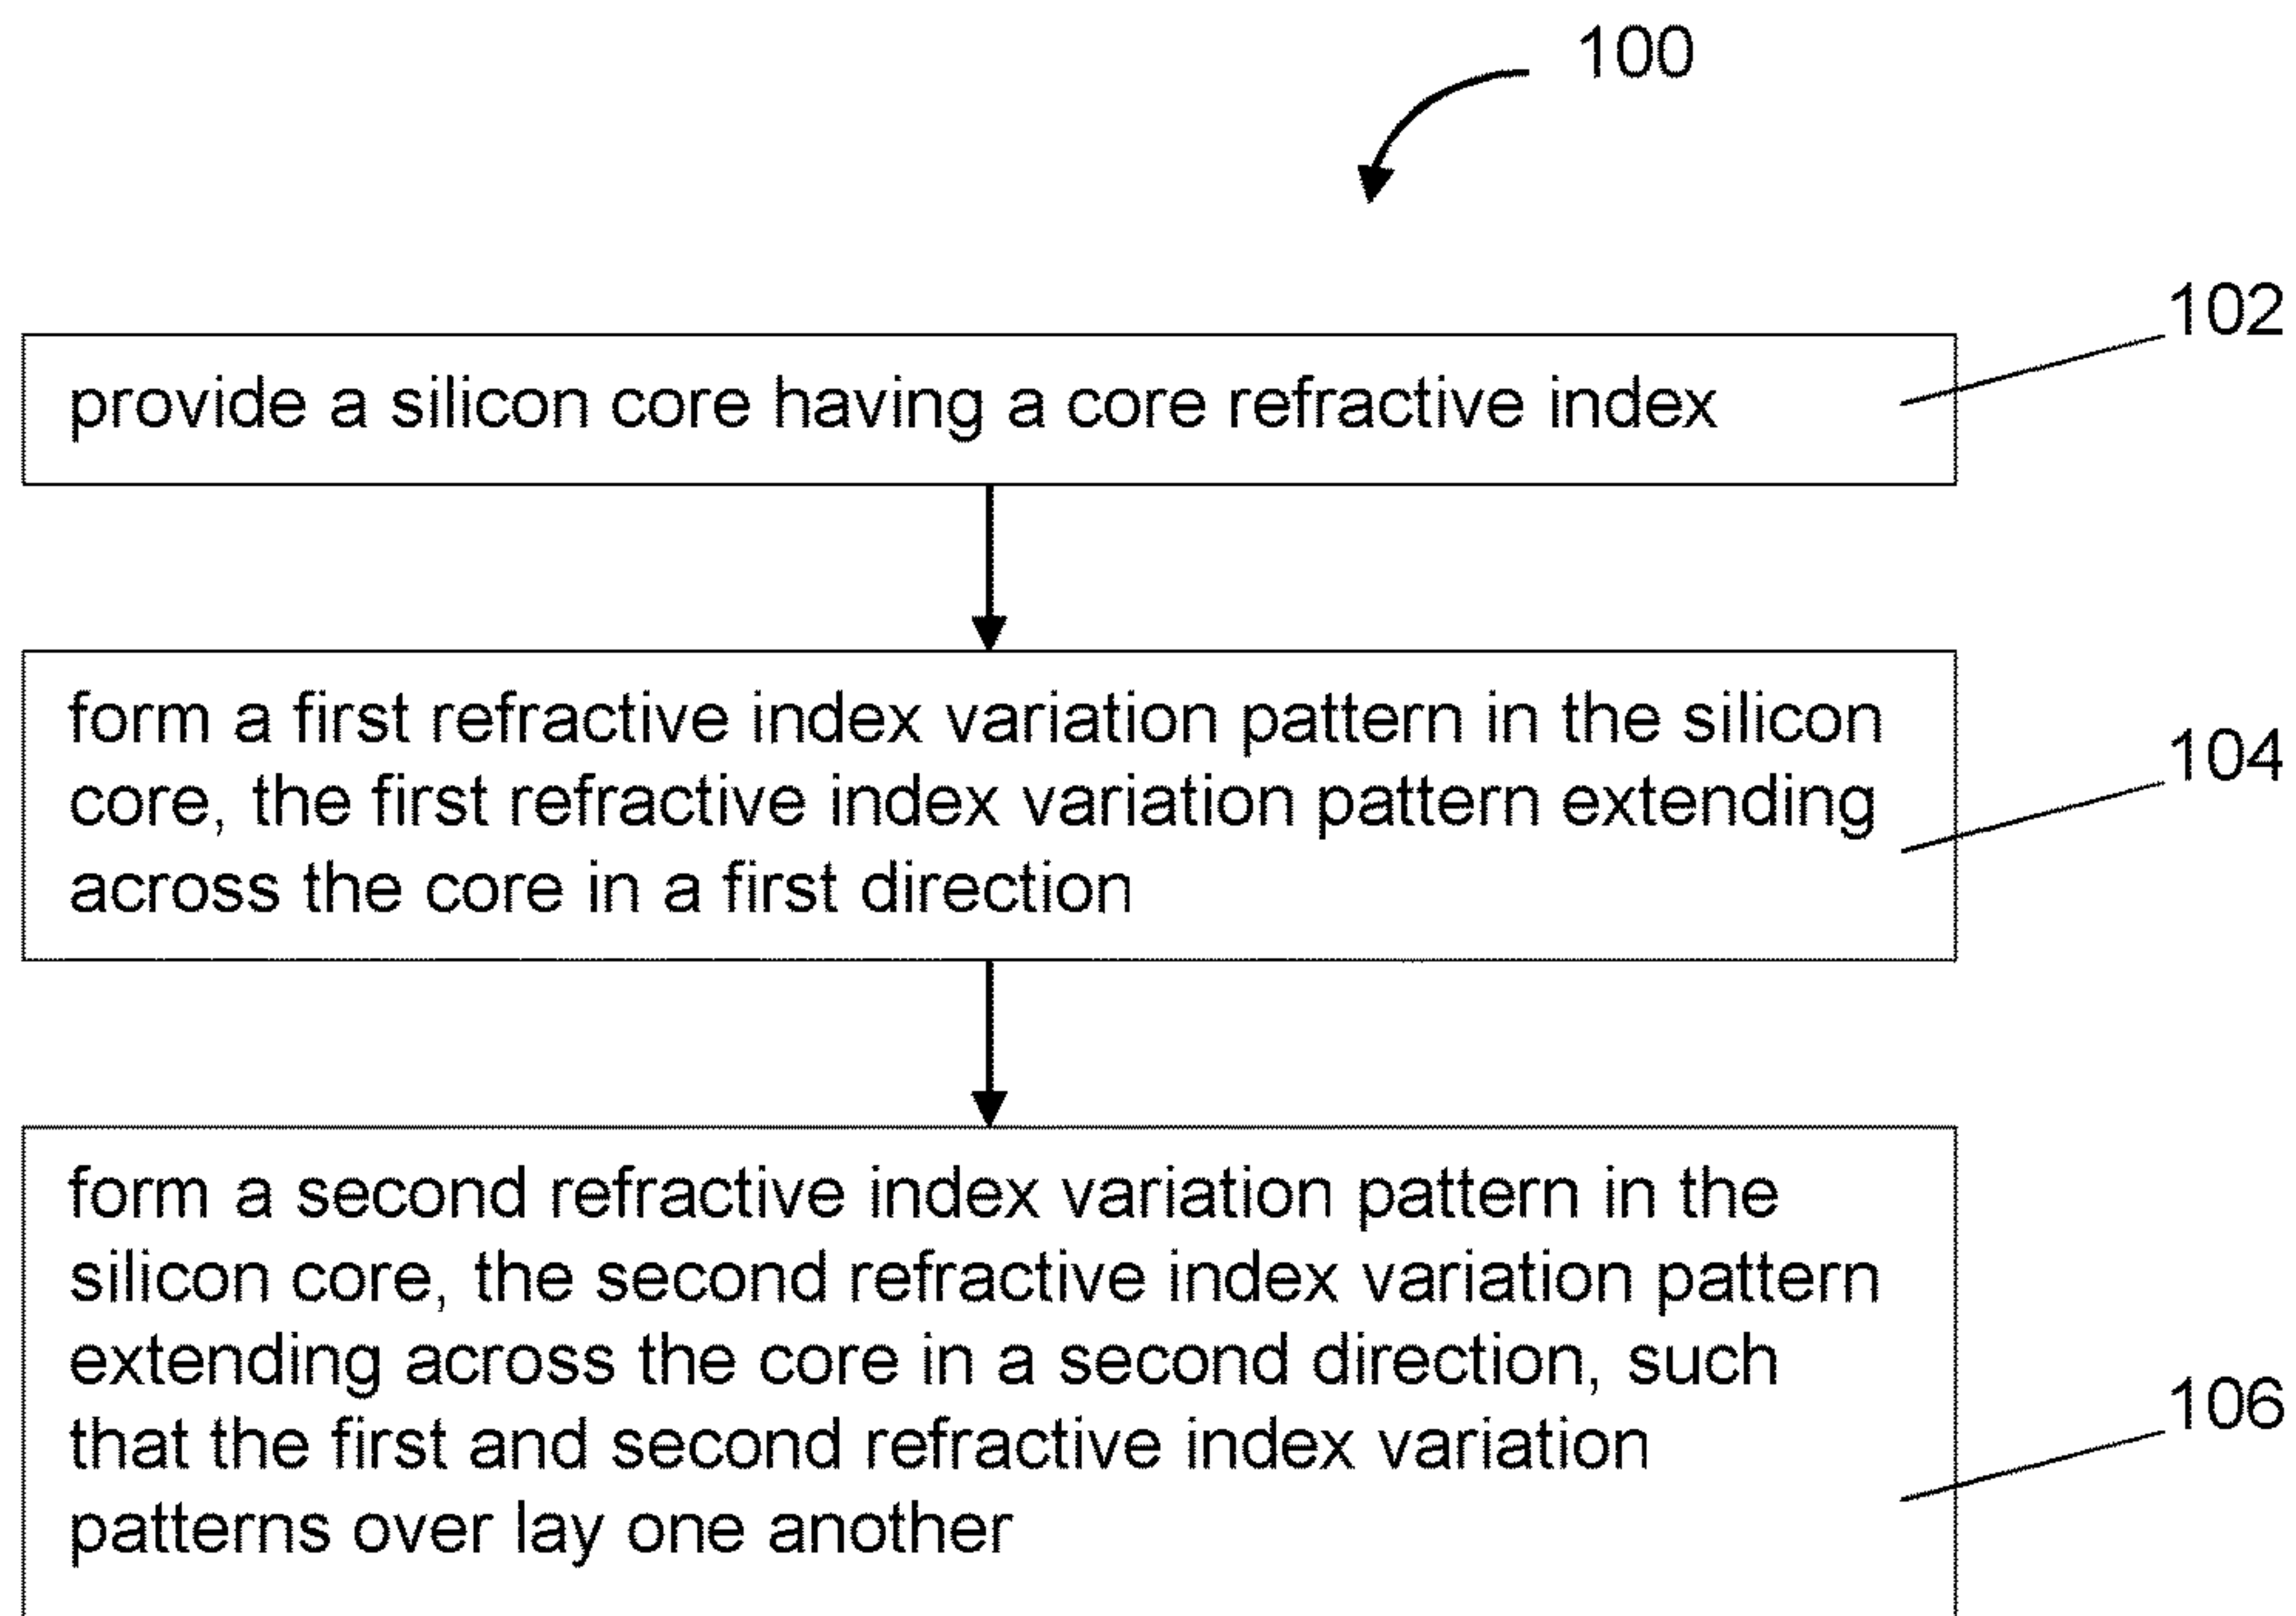 100
102
provide a silicon core having a core refractive index
form a first refractive index variation pattern in the silicon
core, the first refractive index variation pattern extending
across the core in a first direction
104
form a second refractive index variation pattern in the
silicon core, the second refractive index variation pattern
extending across the core in a second direction, such
that the first and second refractive index variation
patterns over lay one another
106